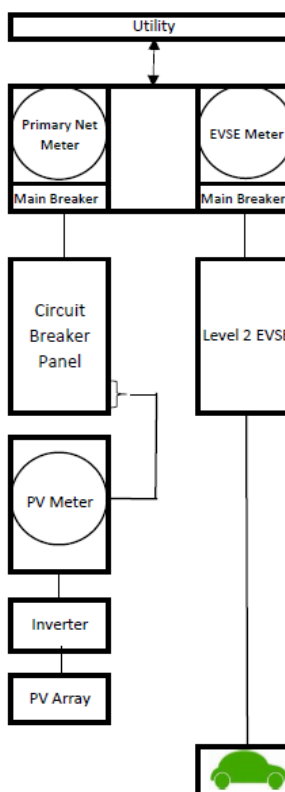 Utility
Primary Net
Meter
EVSE Meter
Main Breaker
Main Breaker
Circuit
Breaker
Panel
Level 2 EVSE
PV Meter
Inverter
PV Array